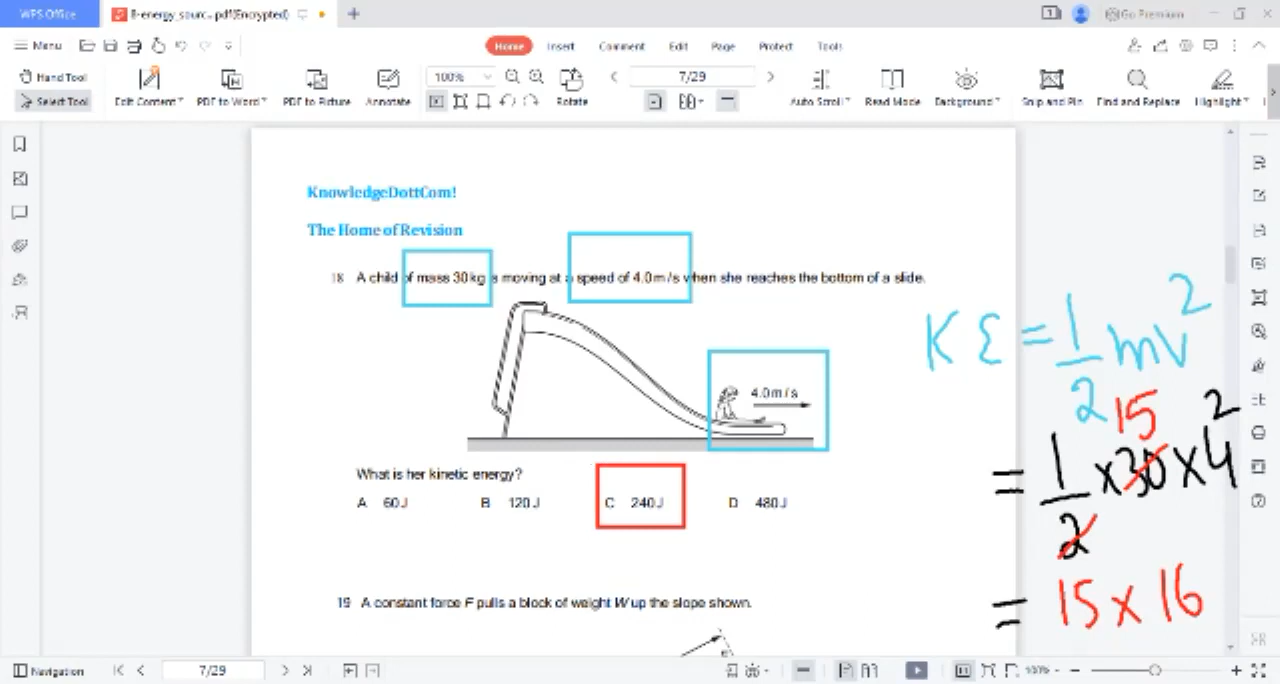 WPS Office
8-energy_sourc...pdf(Encrypted)
Go Premium
Menu
Home Insert Comment Edit Page Protect Tools
Hand Tool
Select Tool
Edit Content
PDF to Word
PDF to Picture
Annotate
100%
Rotate
7/29
Auto Scroll
Read Mode
Background
Snip and Pin
Find and Replace
Highlight
KnowledgeDottCom!
The Home of Revision
18 A child of mass 30kg is moving at a speed of 4.0m/s when she reaches the bottom of a slide.
4.0m/s
What is her kinetic energy?
A 60J B 120J C 240J D 480J
19 A constant force F pulls a block of weight W up the slope shown.
KE = 1/2 mv²
15
= 1/2 × 30 × 4²
= 15 × 16
Navigation
7/29
100%